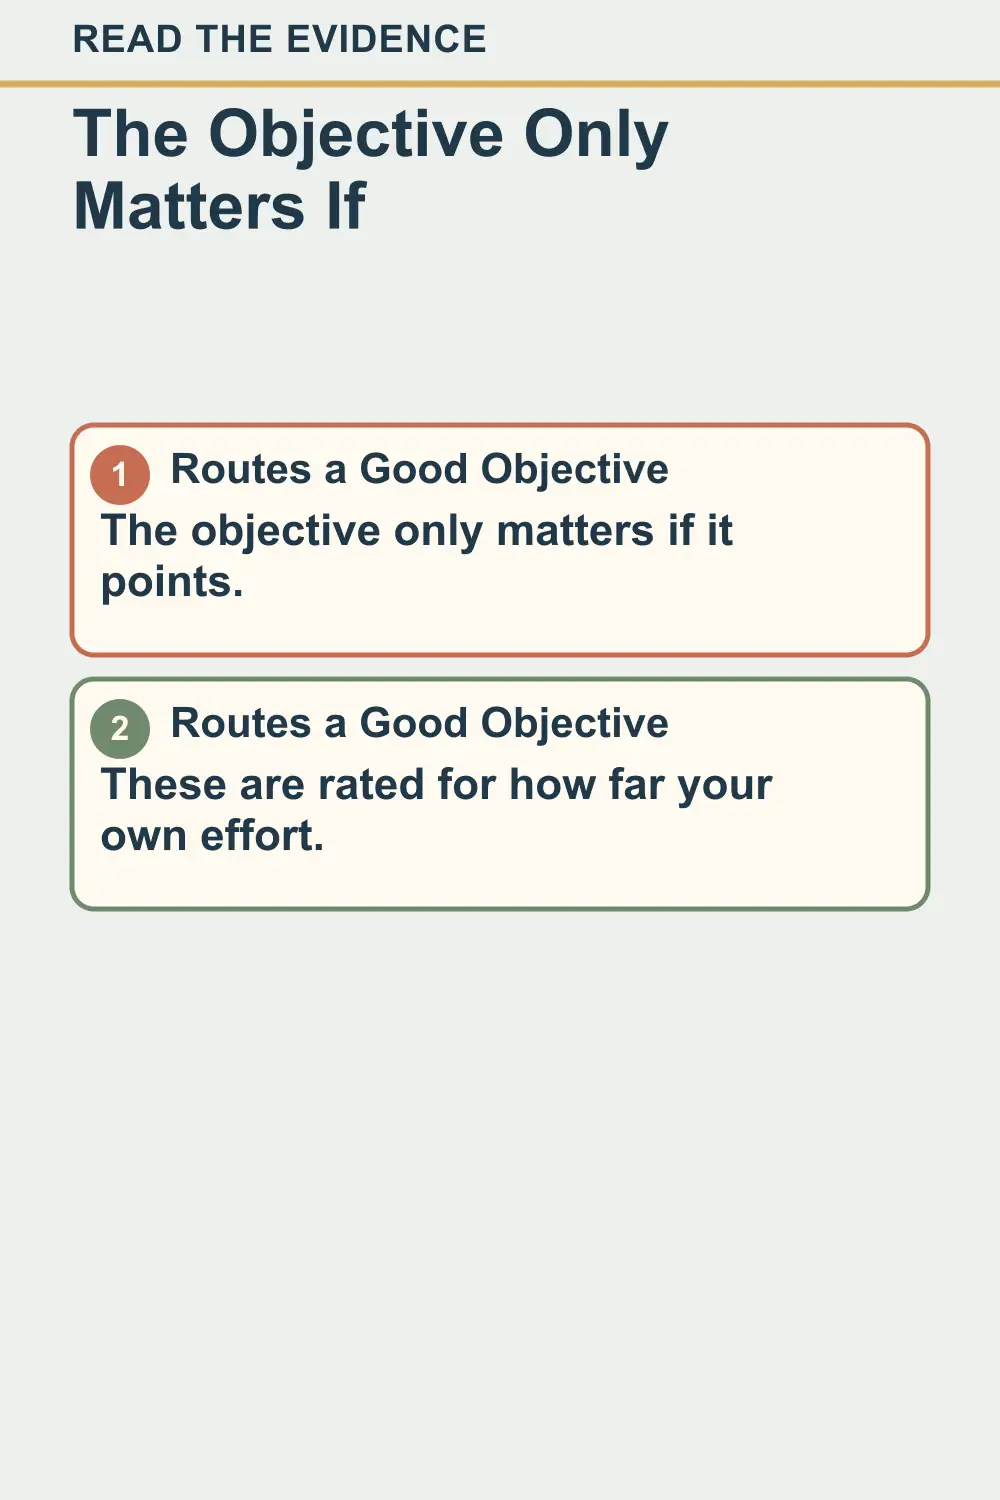 READ THE EVIDENCE
The Objective Only
Matters If
1 Routes a Good Objective
The objective only matters if it
points.
2 Routes a Good Objective
These are rated for how far your
own effort.